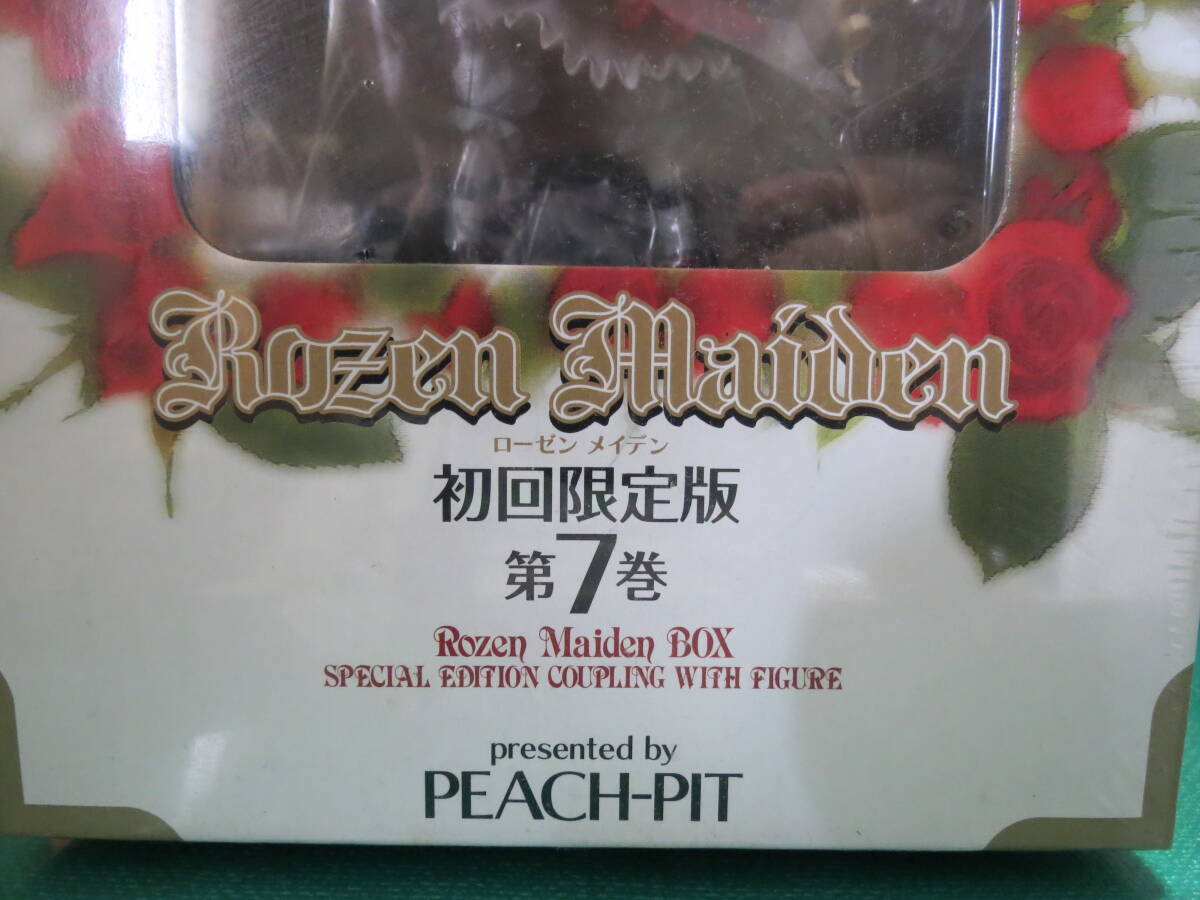 Rozen Maiden
ローゼン メイデン
初回限定版
第7巻
Rozen Maiden BOX
SPECIAL EDITION COUPLING WITH FIGURE
presented by
PEACH-PIT